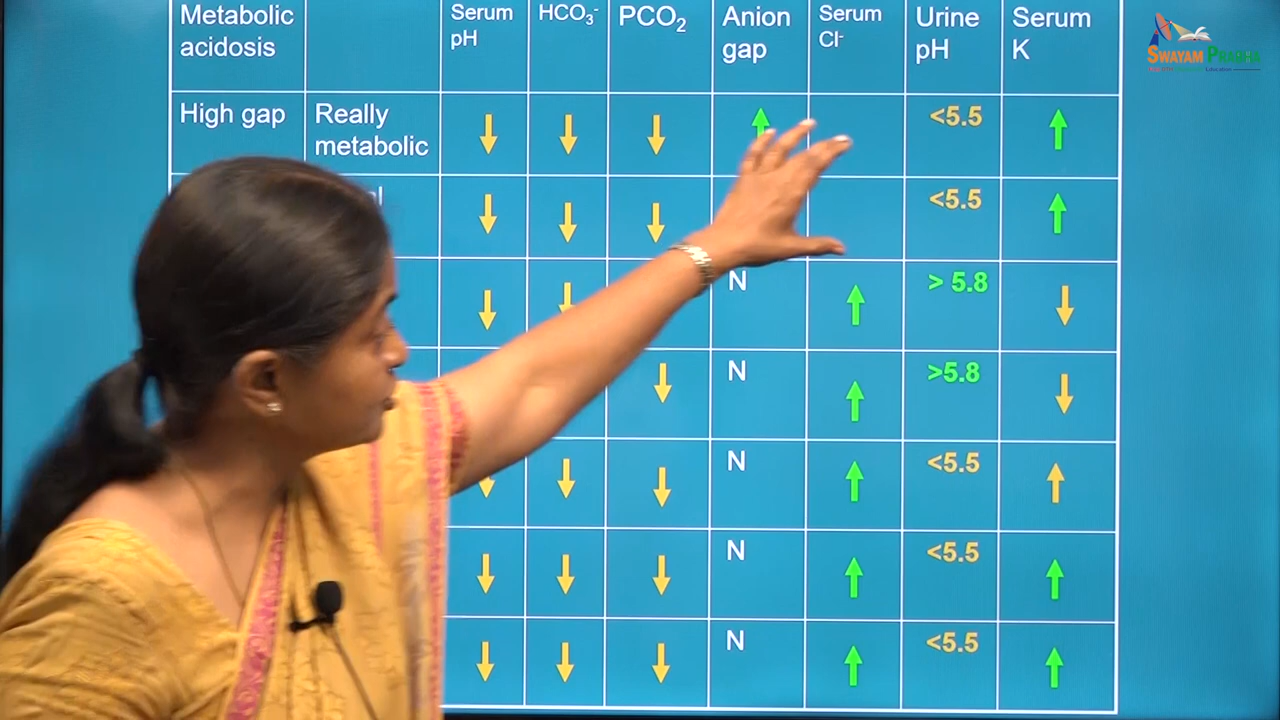 Metabolic acidosis
Serum pH
HCO3-
PCO2
Anion gap
Serum Cl-
Urine pH
Serum K
High gap
Really metabolic
↓ ↓ ↓ ↑ <5.5 ↑
↓ ↓ ↓ <5.5 ↑
↓ ↓ N ↑ > 5.8 ↓
↓ N ↑ >5.8 ↓
↓ ↓ ↓ N ↑ <5.5 ↑
↓ ↓ ↓ N ↑ <5.5 ↑
↓ ↓ ↓ N ↑ <5.5 ↑
SWAYAM PRABHA